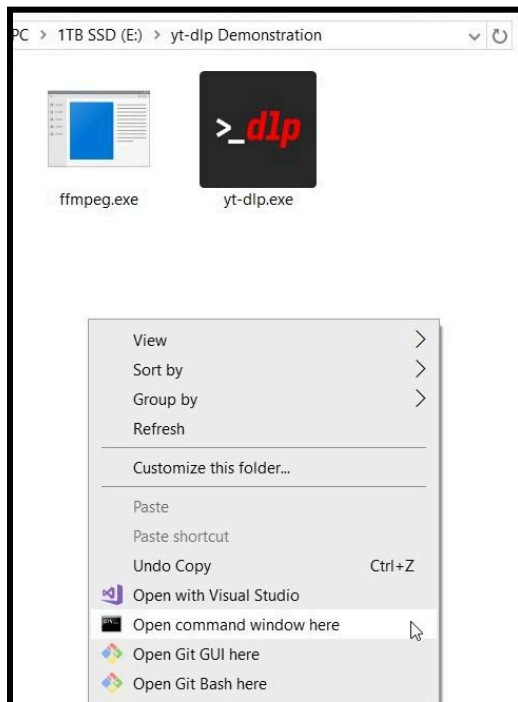 PC > 1TB SSD (E:) > yt-dlp Demonstration
>_dlp
ffmpeg.exe yt-dlp.exe
View
Sort by
Group by
Refresh
Customize this folder...
Paste
Paste shortcut
Undo Copy Ctrl+Z
Open with Visual Studio
Open command window here
Open Git GUI here
Open Git Bash here